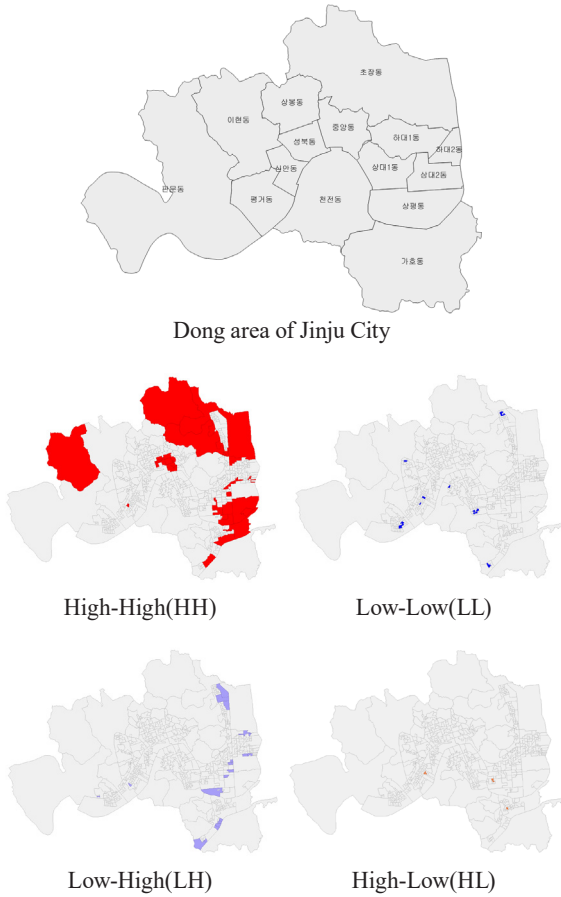 초장동
상봉동
이현동
중앙동
하대1동
성북동
하대2동
신안동
상대1동
상대2동
판문동
평거동
천전동
상평동
가호동
Dong area of Jinju City
High-High(HH)
Low-Low(LL)
Low-High(LH)
High-Low(HL)